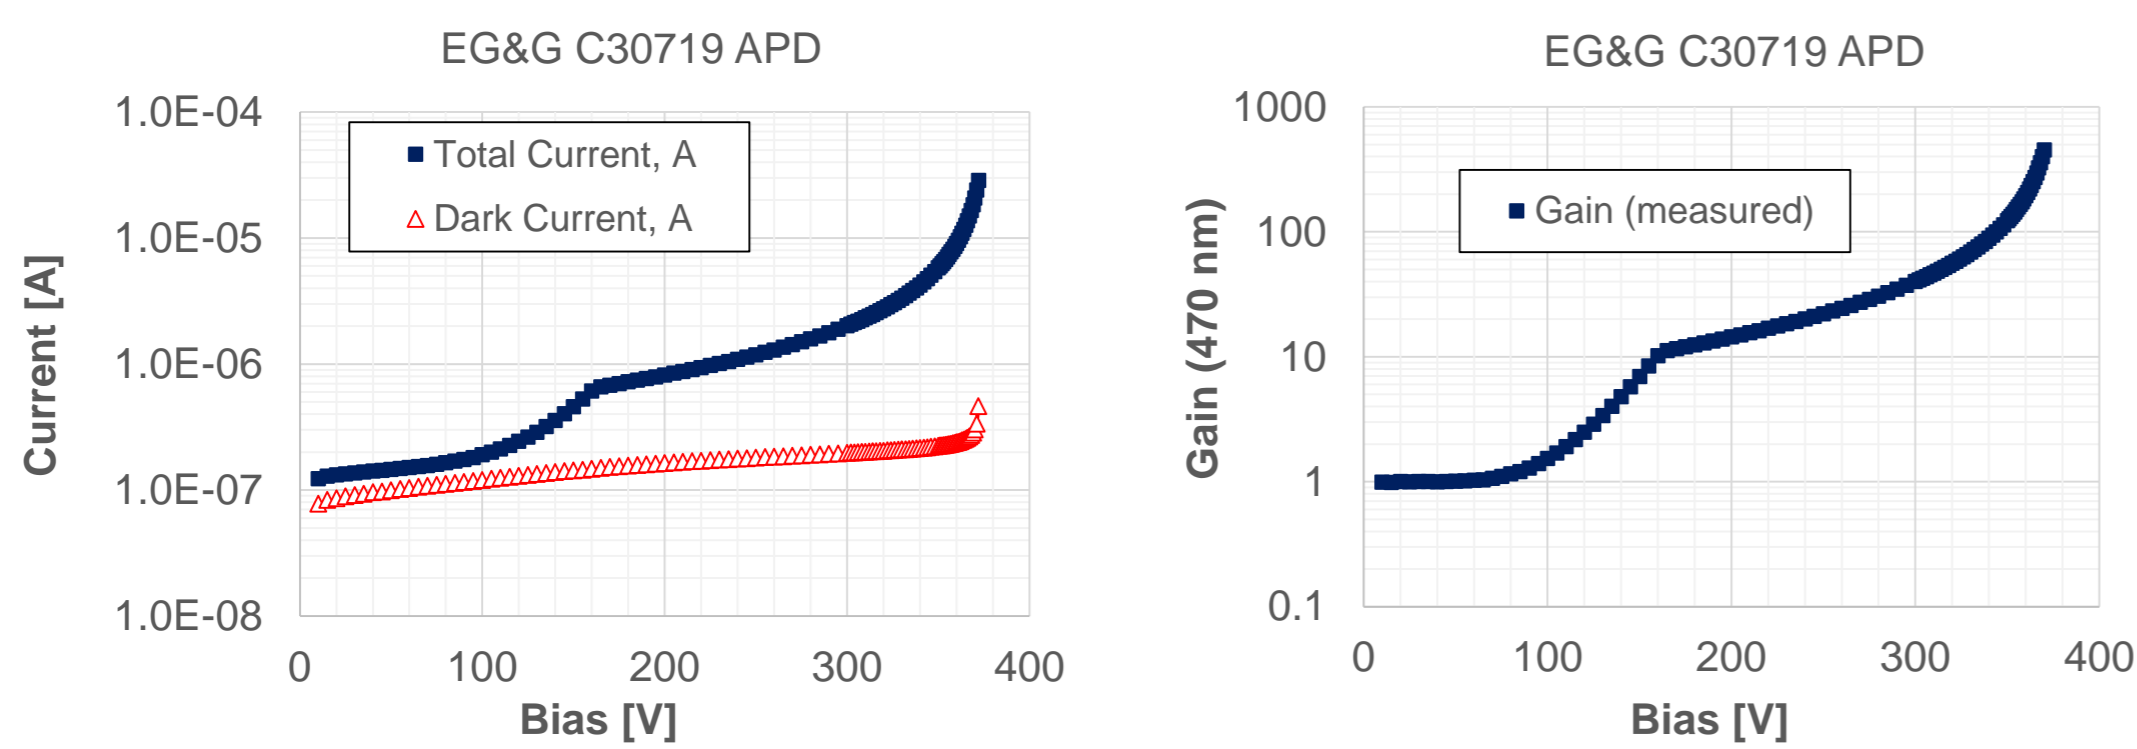 EG&G C30719 APD
1.0E-04
1.0E-05
1.0E-06
1.0E-07
1.0E-08
Current [A]
Total Current, A
Dark Current, A
0 100 200 300 400
Bias [V]
EG&G C30719 APD
1000
100
10
1
0.1
Gain (470 nm)
Gain (measured)
0 100 200 300 400
Bias [V]